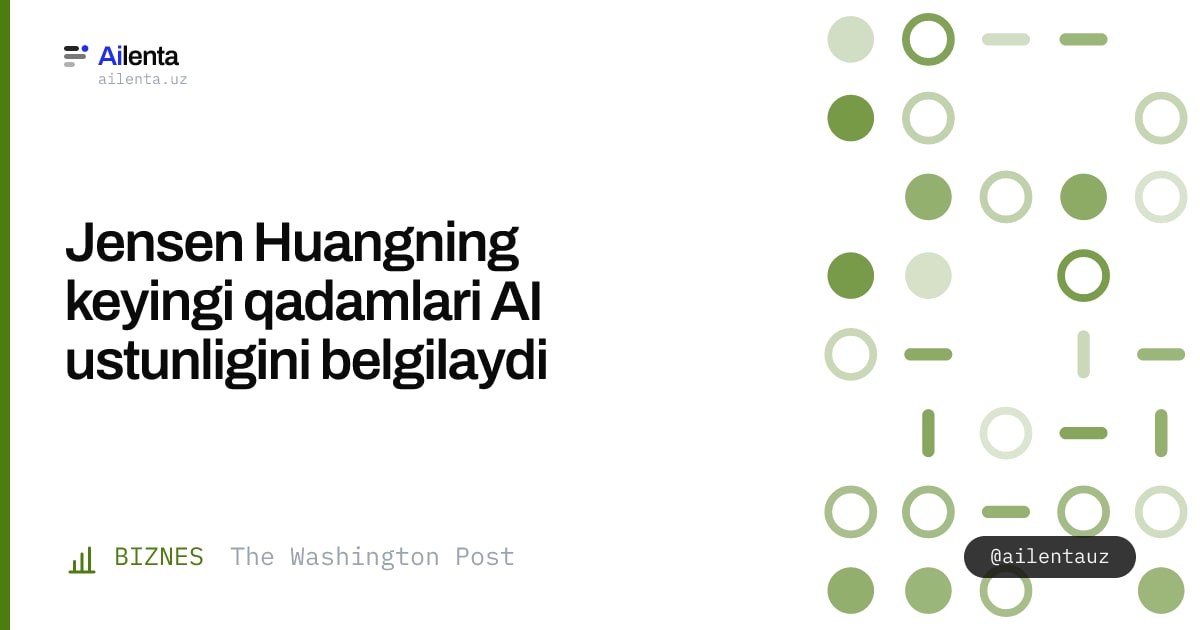 Ailenta
ailenta.uz
Jensen Huangning
keyingi qadamlari AI
ustunligini belgilaydi
BIZNES The Washington Post
@ailentauz